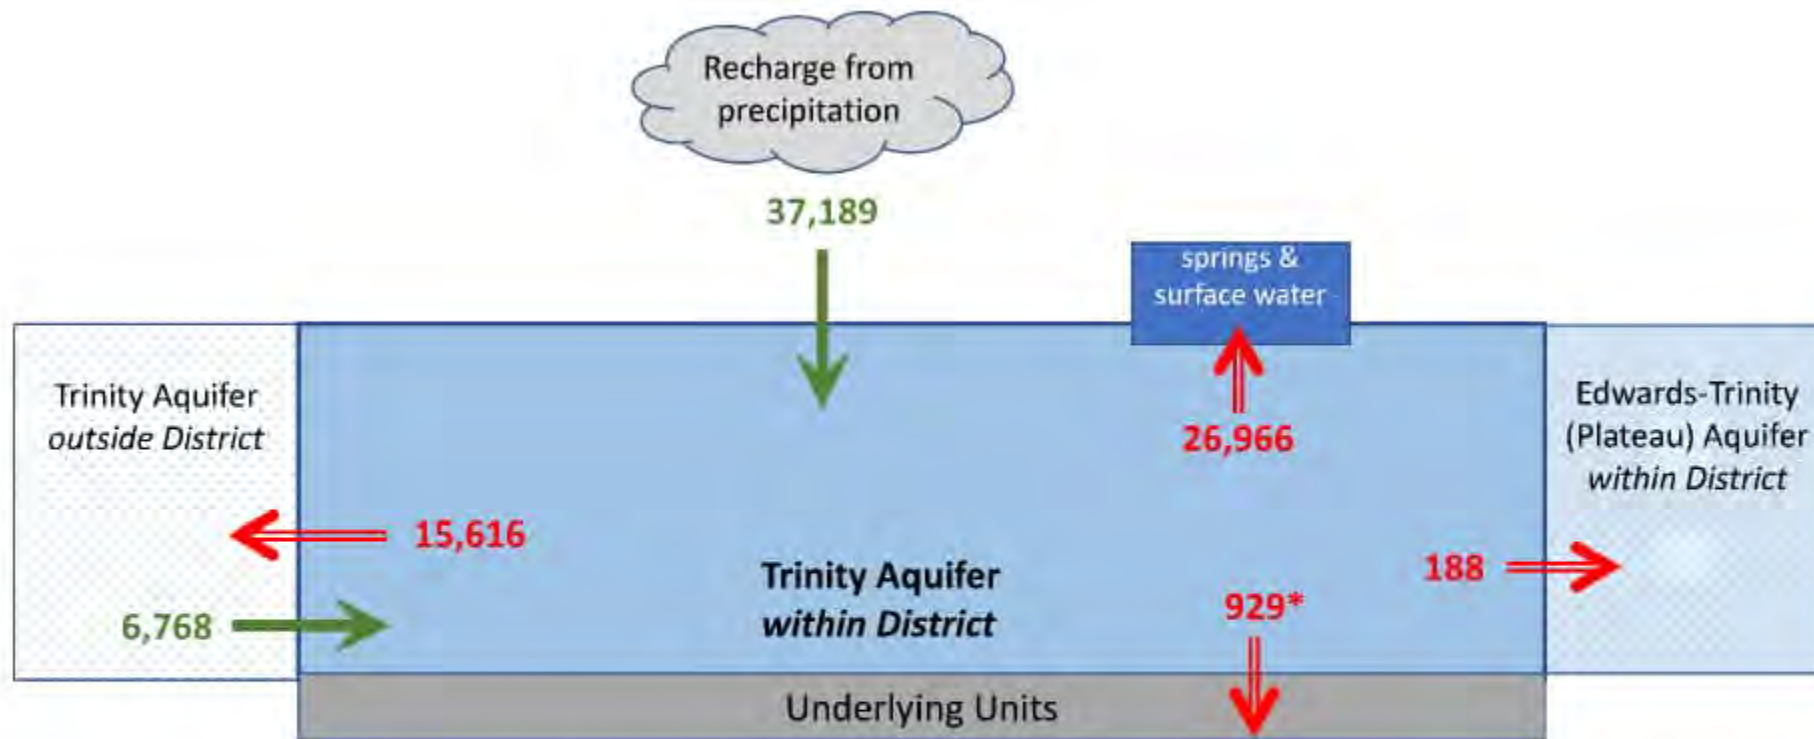 Recharge from
precipitation
37,189
springs &
surface water
Trinity Aquifer
outside District
26,966
Edwards-Trinity
(Plateau) Aquifer
within District
15,616
188
Trinity Aquifer
within District
929*
6,768
Underlying Units